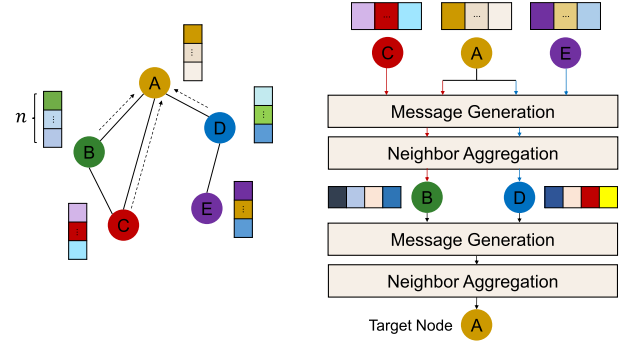 A
n
B
D
C
E
C
A
E
Message Generation
Neighbor Aggregation
B
D
Message Generation
Neighbor Aggregation
Target Node A